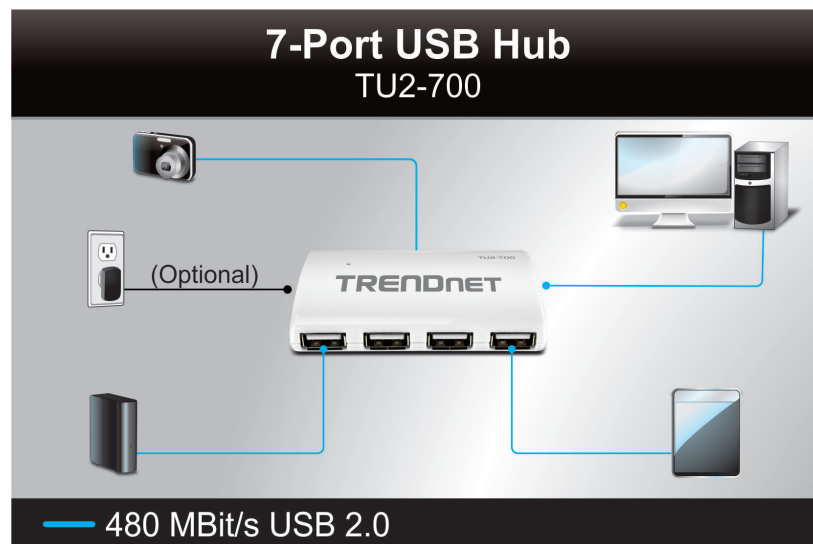 7-Port USB Hub
TU2-700
TU2-700
TRENDNET
(Optional)
480 MBit/s USB 2.0